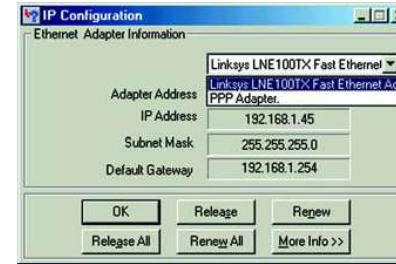 IP Configuration
Ethernet Adapter Information
Linksys LNE100TX Fast Ethernet
Linksys LNE100TX Fast Ethernet Ad
PPP Adapter.
Adapter Address
IP Address 192.168.1.45
Subnet Mask 255.255.255.0
Default Gateway 192.168.1.254
OK Release Renew
Release All Renew All More Info >>